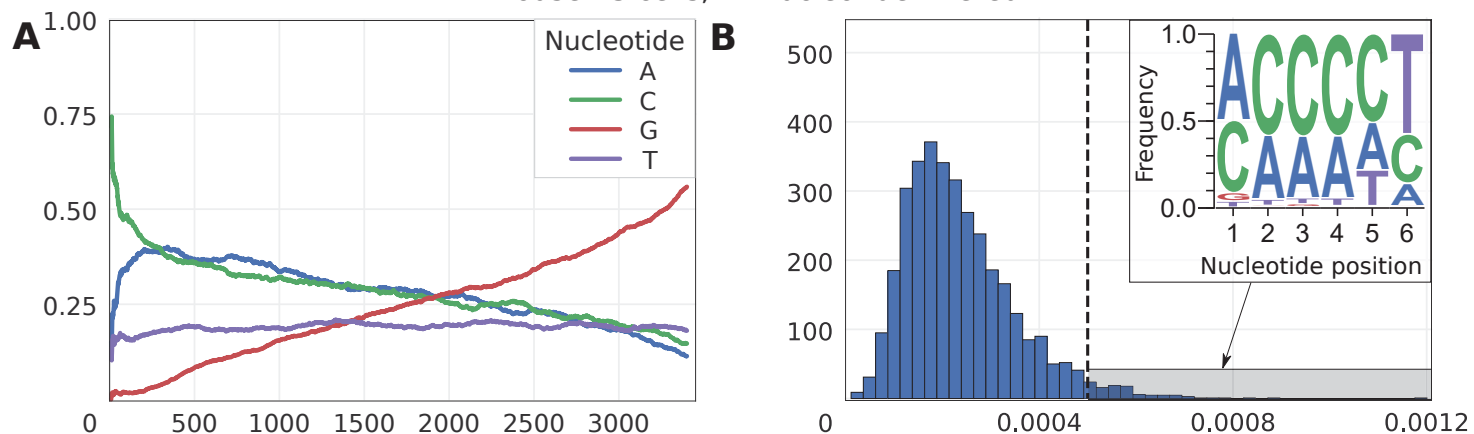 A
1.00
0.75
0.50
0.25
0
500
1000
1500
2000
2500
3000
Nucleotide
A
C
G
T
B
500
400
300
200
100
0
0.0004
0.0008
0.0012
Frequency
1.0
0.5
0.0
A C C C C T
C A A A A C
G T T T T A
T
1 2 3 4 5 6
Nucleotide position